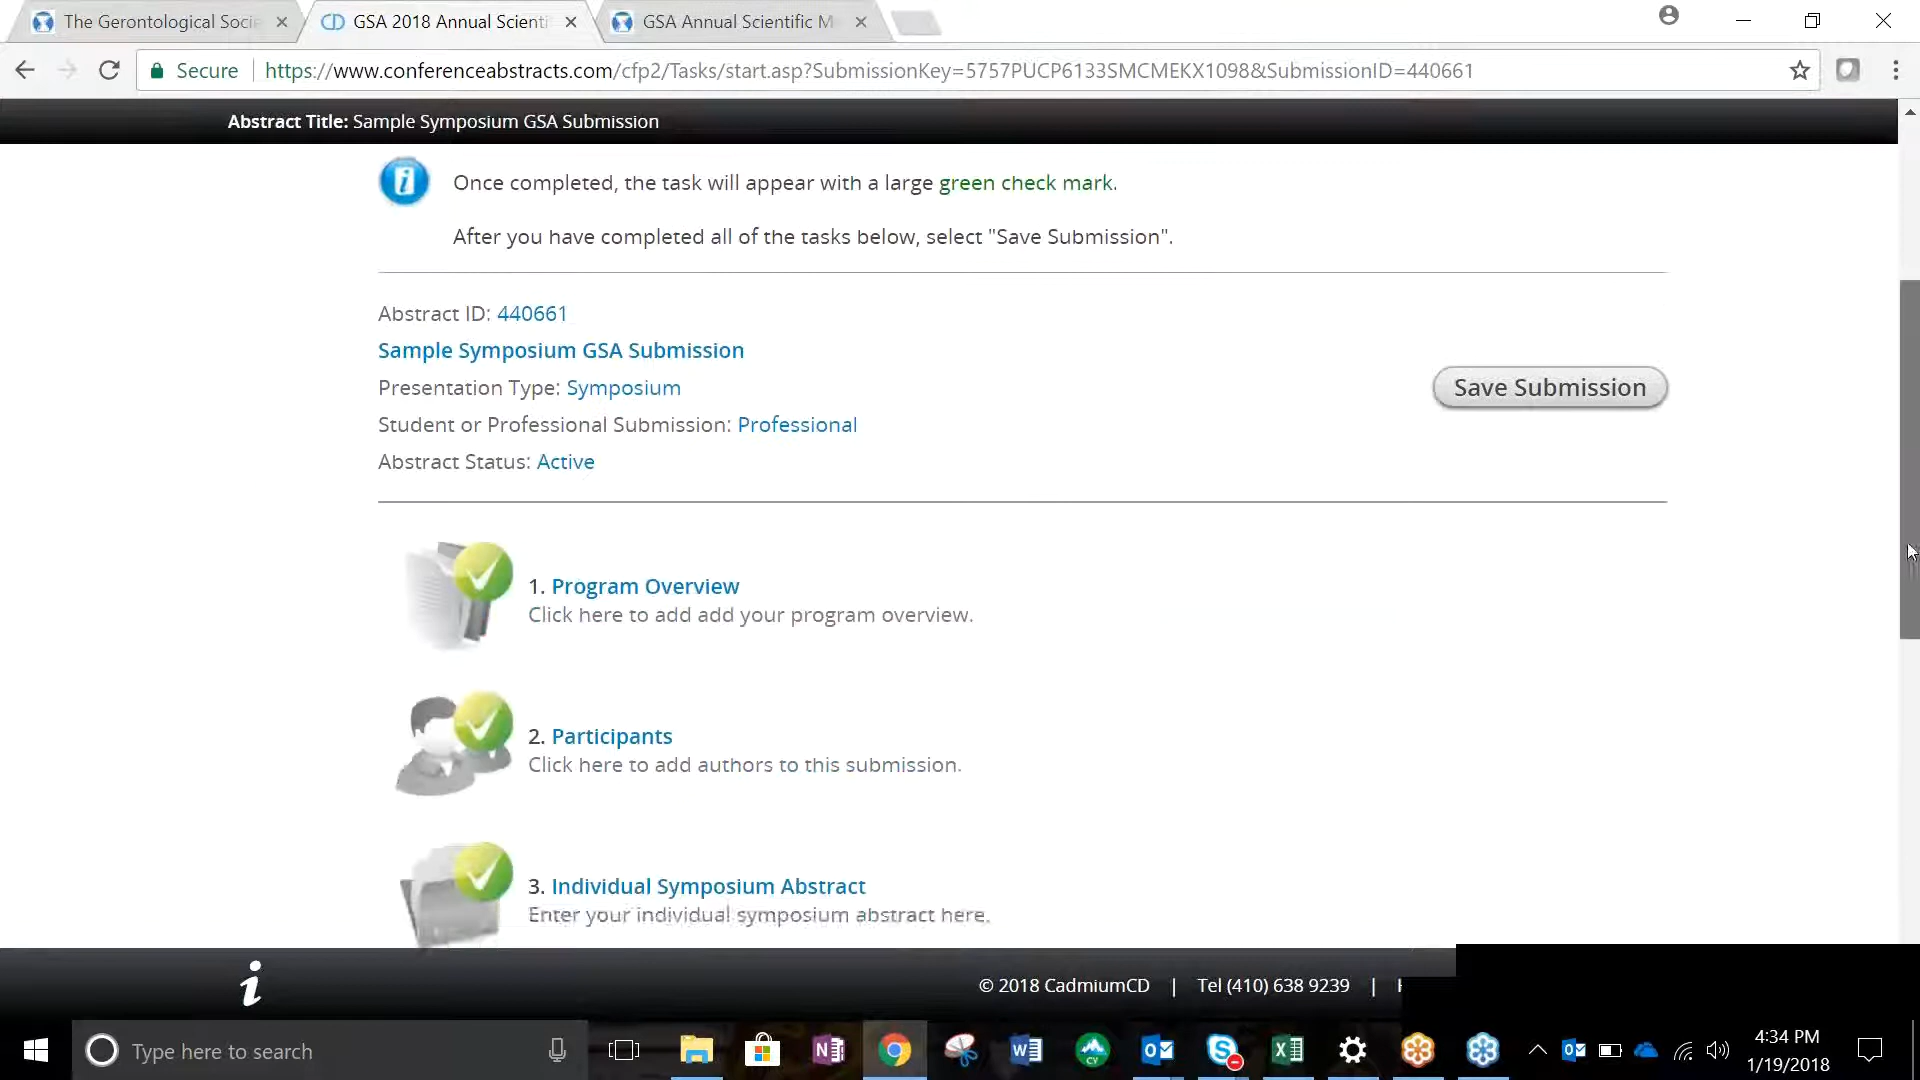 The Gerontological Soci
GSA 2018 Annual Scienti
GSA Annual Scientific M
Secure
https://www.conferenceabstracts.com/cfp2/Tasks/start.asp?SubmissionKey=5757PUCP6133SMCMEKX1098&SubmissionID=440661
Abstract Title: Sample Symposium GSA Submission
Once completed, the task will appear with a large green check mark.
After you have completed all of the tasks below, select "Save Submission".
Abstract ID: 440661
Sample Symposium GSA Submission
Presentation Type: Symposium
Save Submission
Student or Professional Submission: Professional
Abstract Status: Active
1. Program Overview
Click here to add add your program overview.
2. Participants
Click here to add authors to this submission.
3. Individual Symposium Abstract
Enter your individual symposium abstract here.
© 2018 CadmiumCD | Tel (410) 638 9239 |
Type here to search
4:34 PM
1/19/2018